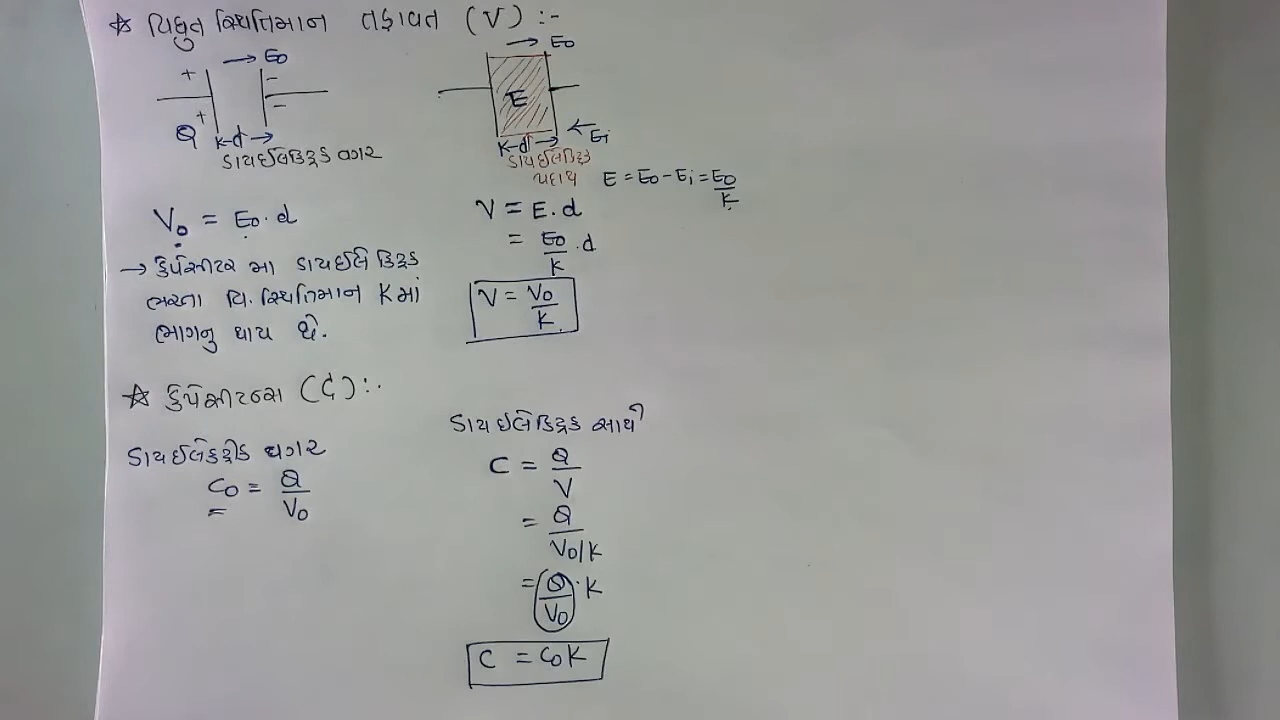 ☆ વિદ્યુત સ્થિતિમાન તફાવત (V) :-
→ E₀
+ -
+ -
Q
K-d→
ડાયઈલેક્ટ્રિક વગર
→ E₀
E
← Eᵢ
K-d→
ડાયઈલેક્ટ્રિક
પદાર્થ
E = E₀ - Eᵢ = E₀/K
V₀ = E₀ · d
→ કેપેસીટર માં ડાયઈલેક્ટ્રિક
ભરતા વિ. સ્થિતિમાન K માં
ભાગનું થાય છે.
V = E . d
= E₀/K . d
V = V₀/K
☆ કેપેસીટન્સ (C) :-
ડાયઈલેક્ટ્રીક વગર
C₀ = Q/V₀
ડાયઈલેક્ટ્રિક સાથે
C = Q/V
= Q/V₀/K
= (Q/V₀) · K
C = C₀K